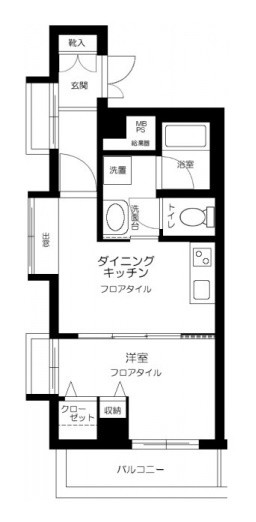 靴入
玄関
MB
PS
給湯器
浴室
洗置
洗面台
トイレ
出窓
ダイニング
キッチン
フロアタイル
洋室
フロアタイル
クロー
ゼット
収納
バルコニー